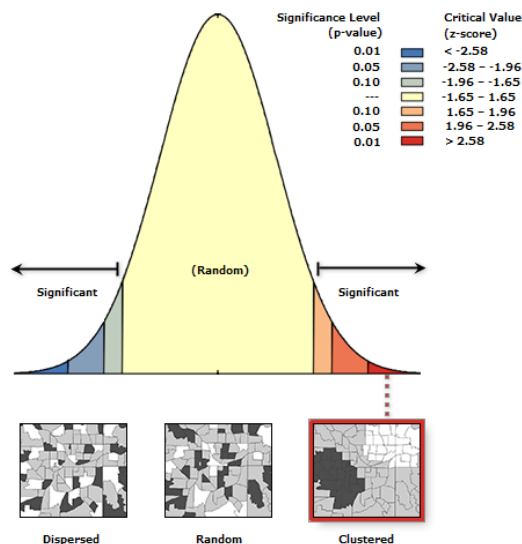 Significance Level Critical Value
(p-value) (z-score)
0.01 < -2.58
0.05 -2.58 – -1.96
0.10 -1.96 – -1.65
--- -1.65 – 1.65
0.10 1.65 – 1.96
0.05 1.96 – 2.58
0.01 > 2.58
(Random)
Significant Significant
Dispersed Random Clustered